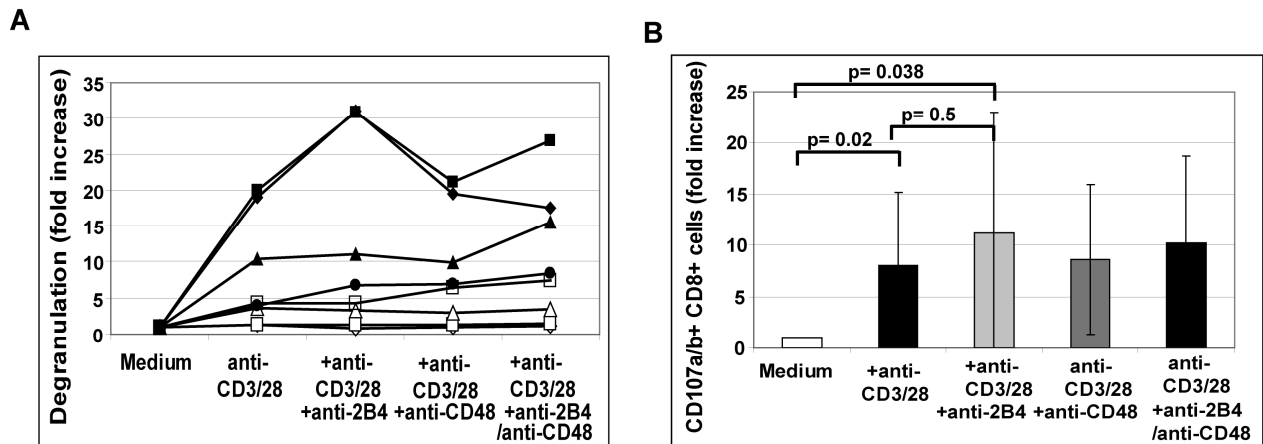 A
Degranulation (fold increase)
35
30
25
20
15
10
5
0
Medium
anti-
CD3/28
+anti-
CD3/28
+anti-2B4
+anti-
CD3/28
+anti-CD48
+anti-
CD3/28
+anti-2B4
/anti-CD48
B
CD107a/b+ CD8+ cells (fold increase)
25
20
15
10
5
0
p= 0.038
p= 0.5
p= 0.02
Medium
+anti-
CD3/28
+anti-
CD3/28
+anti-2B4
anti-
CD3/28
+anti-CD48
anti-
CD3/28
+anti-2B4
/anti-CD48